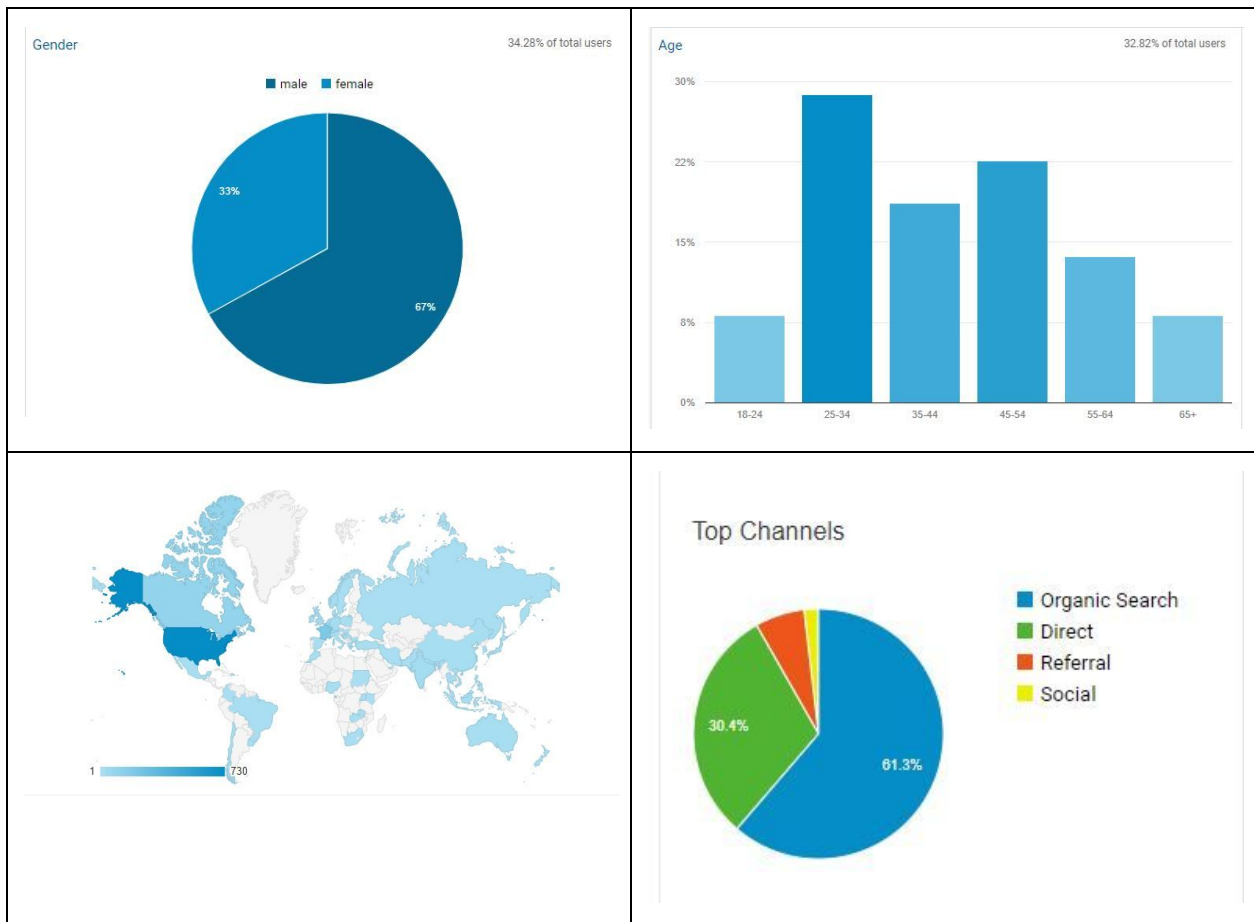 Gender
34.28% of total users
male female
33%
67%
Age
32.82% of total users
30%
22%
15%
8%
0%
18-24 25-34 35-44 45-54 55-64 65+
1 730
Top Channels
Organic Search
Direct
Referral
Social
30.4%
61.3%